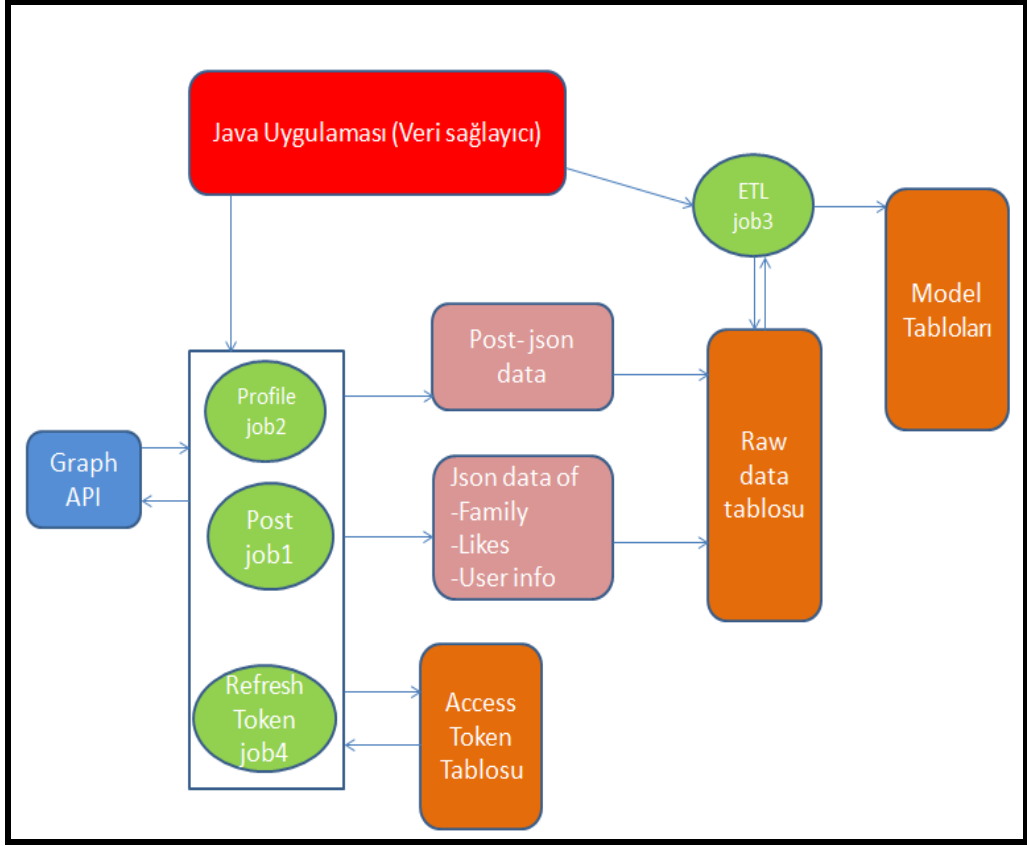 Java Uygulaması (Veri sağlayıcı)
ETL
job3
Model
Tabloları
Post-json
data
Profile
job2
Graph
API
Raw
data
tablosu
Json data of
-Family
-Likes
-User info
Post
job1
Refresh
Token
job4
Access
Token
Tablosu